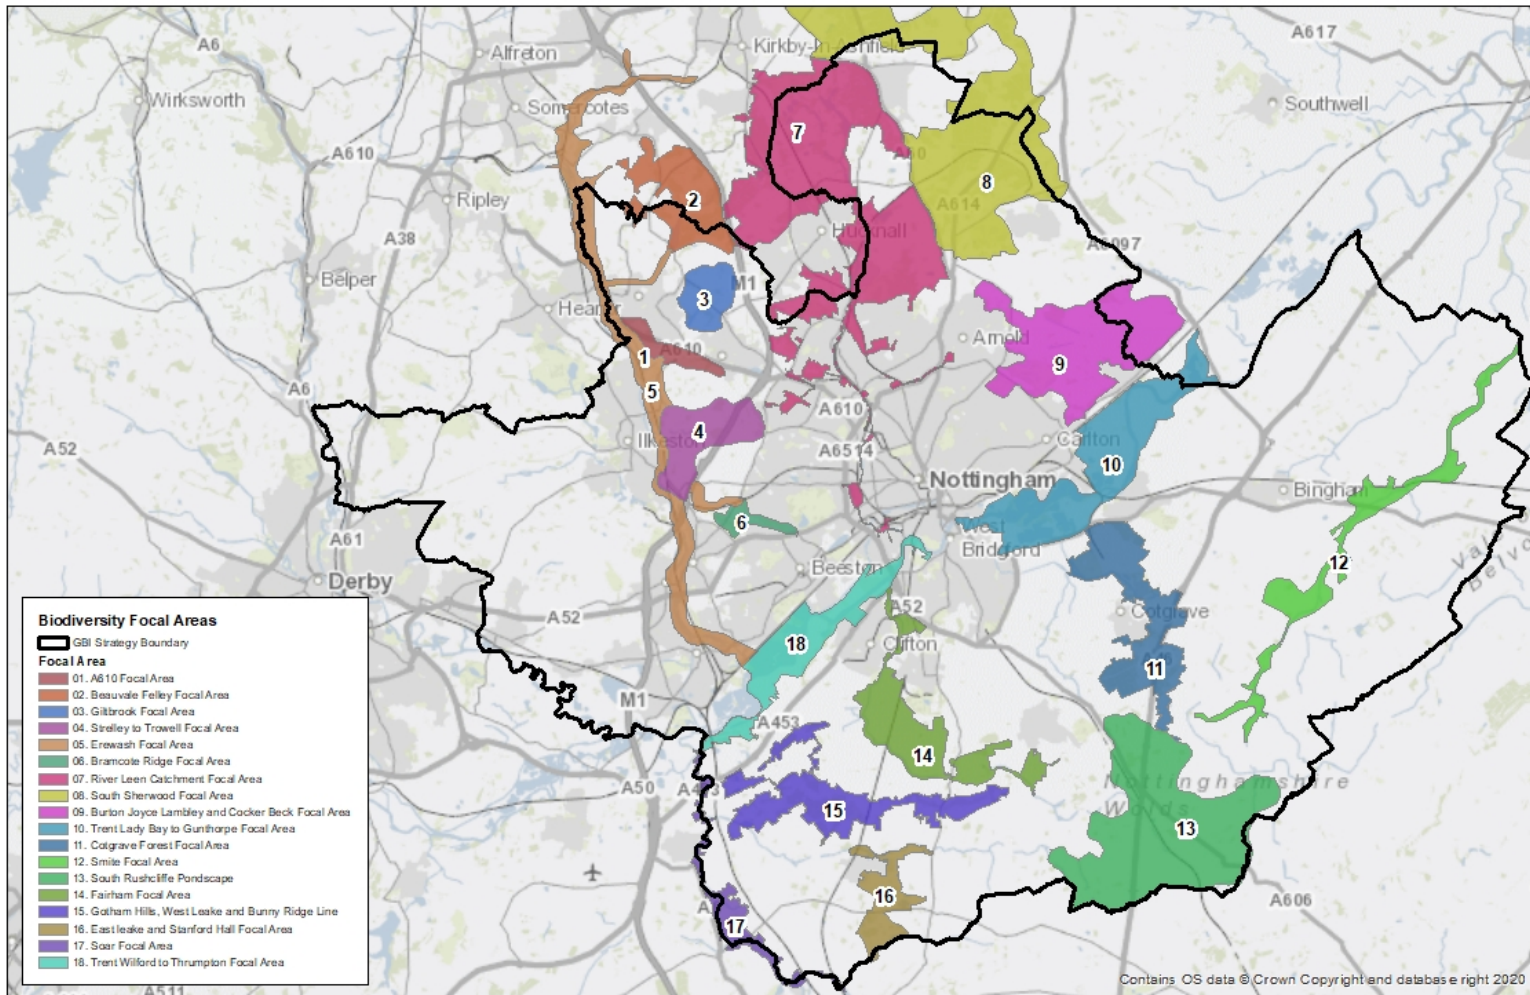 A6
Alfreton
Kirkby-in-Ashfield
A617
Wirksworth
Somercotes
Southwell
7
A610
A60
8
2
Ripley
A614
A38
Hucknall
A6097
Belper
M1
3
Heanor
Arnold
1
A610
9
5
A6
A610
4
Ilkeston
A6514
Carlton
A52
10
Nottingham
Bingham
6
West
Bridgford
A61
Vale of
Belvoir
12
Derby
Beeston
A52
A52
Cotgrave
18
Clifton
A46
11
M1
A453
14
Nottinghamshire
Wolds
A50
A453
15
13
16
A606
17
A511
Biodiversity Focal Areas
GBI Strategy Boundary
Focal Area
01. A610 Focal Area
02. Beauvale Felley Focal Area
03. Giltbrook Focal Area
04. Strelley to Trowell Focal Area
05. Erewash Focal Area
06. Bramcote Ridge Focal Area
07. River Leen Catchment Focal Area
08. South Sherwood Focal Area
09. Burton Joyce Lambley and Cocker Beck Focal Area
10. Trent Lady Bay to Gunthorpe Focal Area
11. Cotgrave Forest Focal Area
12. Smite Focal Area
13. South Rushcliffe Pondscape
14. Fairham Focal Area
15. Gotham Hills, West Leake and Bunny Ridge Line
16. East leake and Stanford Hall Focal Area
17. Soar Focal Area
18. Trent Wilford to Thrumpton Focal Area
Contains OS data © Crown Copyright and database right 2020